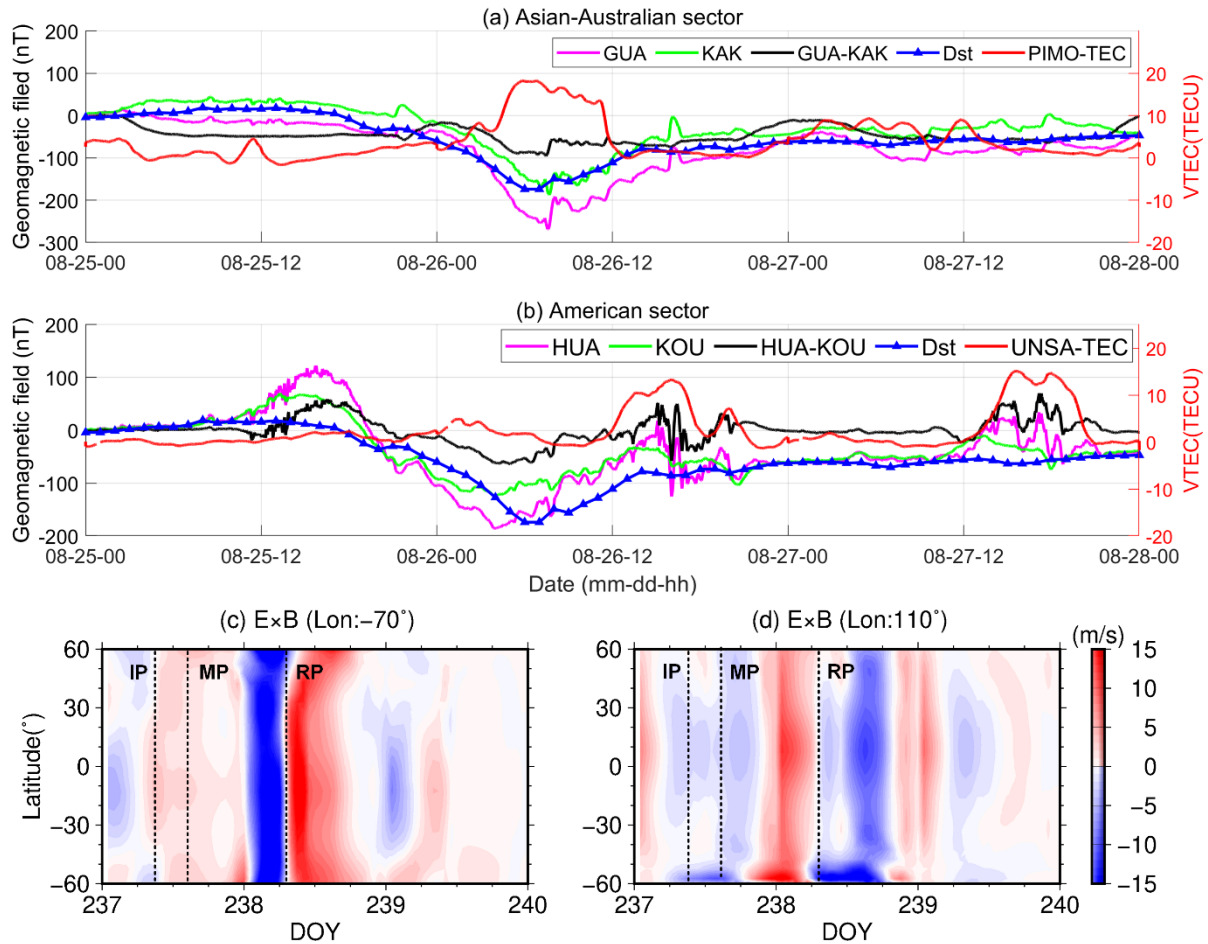 (a) Asian-Australian sector
GUA KAK GUA-KAK Dst PIMO-TEC
Geomagnetic filed (nT)
200
100
0
-100
-200
-300
20
10
0
-10
-20
VTEC(TECU)
08-25-00 08-25-12 08-26-00 08-26-12 08-27-00 08-27-12 08-28-00
(b) American sector
HUA KOU HUA-KOU Dst UNSA-TEC
Geomagnetic field (nT)
200
100
0
-100
-200
20
10
0
-10
-20
VTEC(TECU)
08-25-00 08-25-12 08-26-00 08-26-12 08-27-00 08-27-12 08-28-00
Date (mm-dd-hh)
(c) E×B (Lon:−70°)
IP MP RP
Latitude(°)
60
30
0
−30
−60
237 238 239 240
DOY
(d) E×B (Lon:110°)
IP MP RP
60
30
0
−30
−60
237 238 239 240
DOY
(m/s)
15
10
5
0
−5
−10
−15